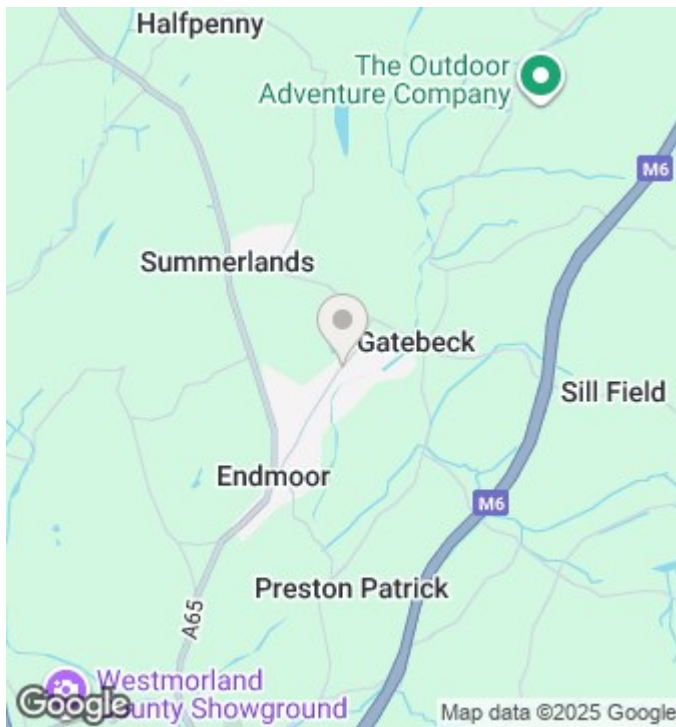 Halfpenny
The Outdoor
Adventure Company
M6
Summerlands
Gatebeck
Sill Field
Endmoor
M6
Preston Patrick
A65
Westmorland
County Showground
Google
Map data ©2025 Google